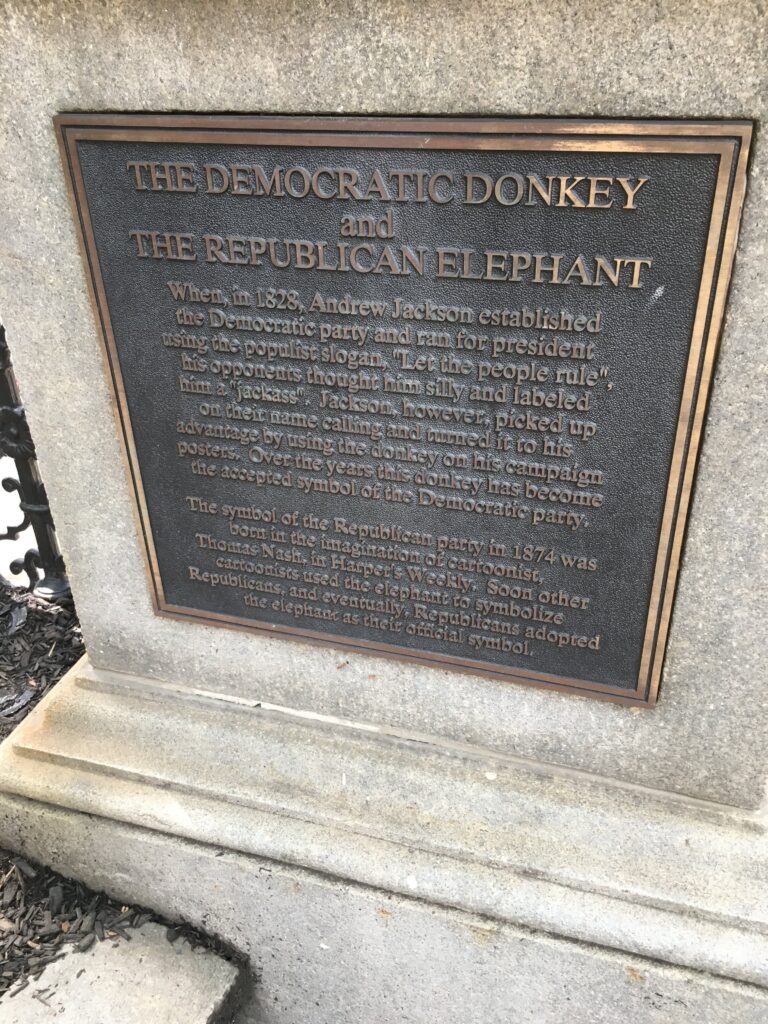 THE DEMOCRATIC DONKEY
and
THE REPUBLICAN ELEPHANT
When, in 1828, Andrew Jackson established
the Democratic party and ran for president
using the populist slogan, "Let the people rule",
his opponents thought him silly and labeled
him a "jackass". Jackson, however, picked up
on their name calling and turned it to his
advantage by using the donkey on his campaign
posters. Over the years this donkey has become
the accepted symbol of the Democratic party.
The symbol of the Republican party in 1874 was
born in the imagination of cartoonist,
Thomas Nash, in Harper's Weekly. Soon other
cartoonists used the elephant to symbolize
Republicans, and eventually, Republicans adopted
the elephant as their official symbol.